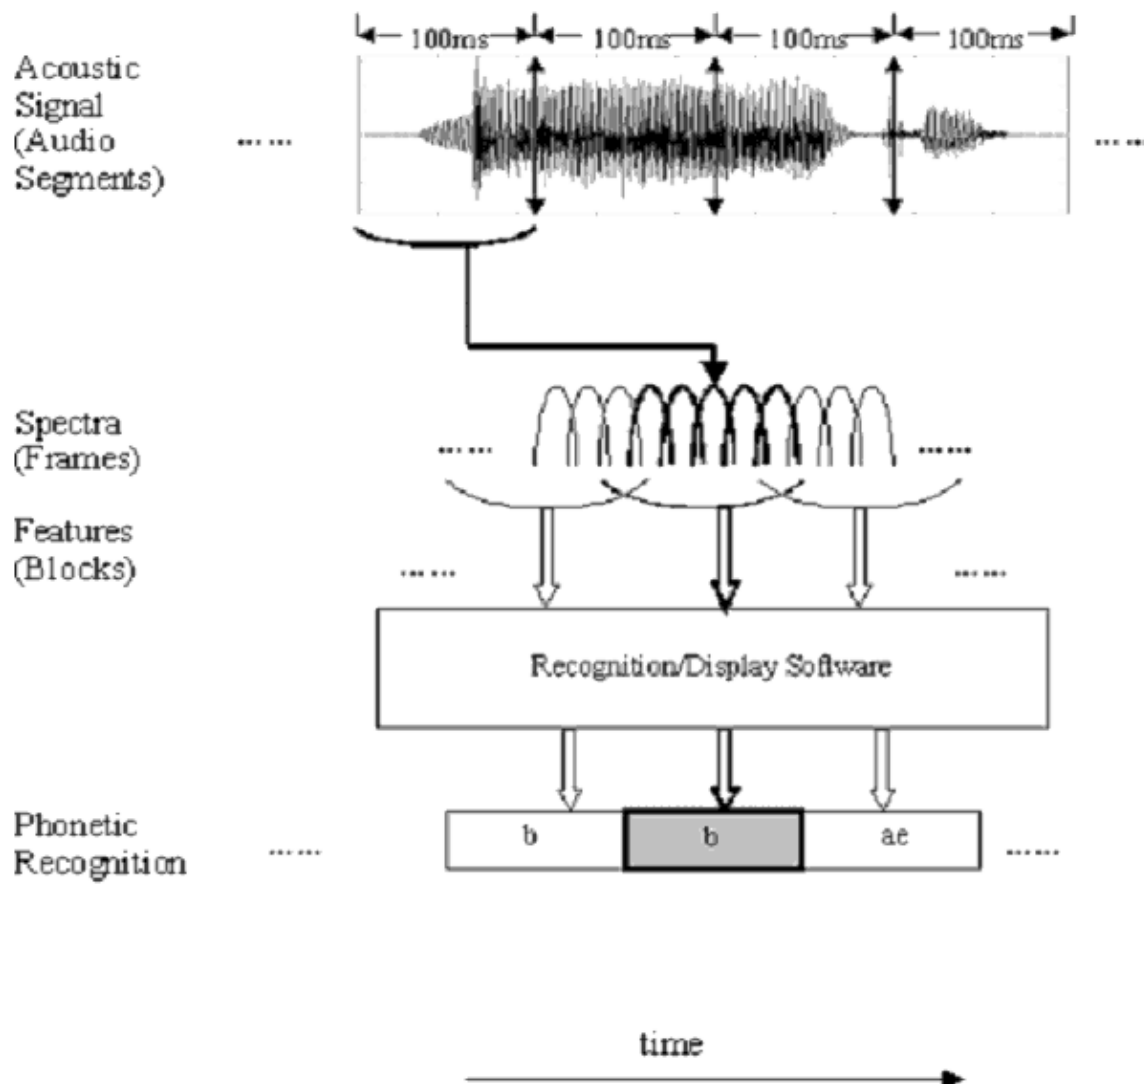 100ms 100ms 100ms 100ms
Acoustic
Signal
(Audio
Segments)
...... ......
Spectra
(Frames)
...... ......
Features
(Blocks)
...... ......
Recognition/Display Software
Phonetic
Recognition
...... b b ae ......
time